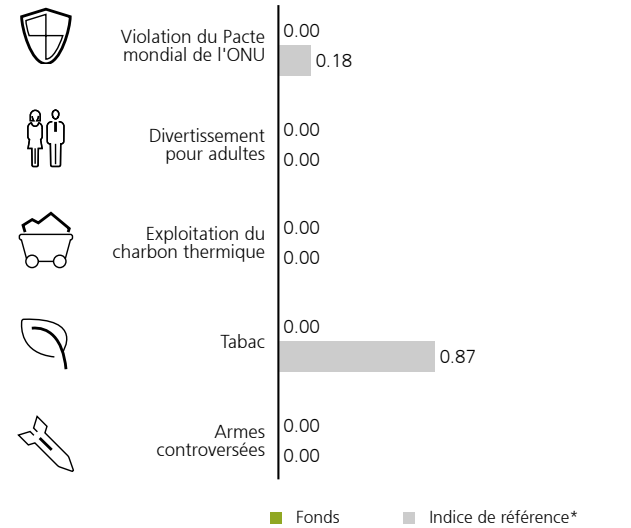 Violation du Pacte
mondial de l'ONU
0.00
0.18
Divertissement
pour adultes
0.00
0.00
Exploitation du
charbon thermique
0.00
0.00
Tabac
0.00
0.87
Armes
controversées
0.00
0.00
Fonds
Indice de référence*